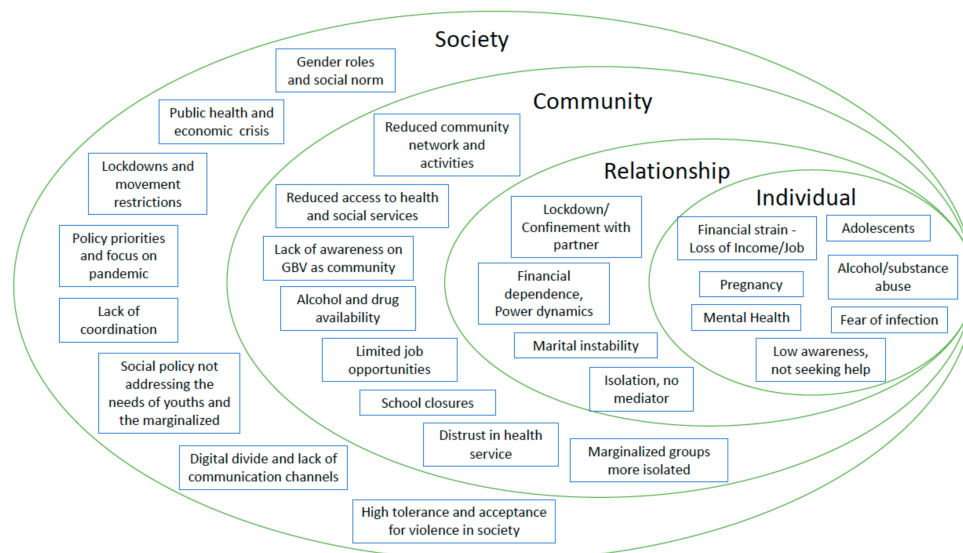 Society
Gender roles
and social norm
Public health and
economic crisis
Lockdowns and
movement
restrictions
Policy priorities
and focus on
pandemic
Lack of
coordination
Social policy not
addressing the
needs of youths and
the marginalized
Digital divide and lack of
communication channels
High tolerance and acceptance
for violence in society
Community
Reduced community
network and
activities
Reduced access to health
and social services
Lack of awareness on
GBV as community
Alcohol and drug
availability
Limited job
opportunities
School closures
Distrust in health
service
Marginalized groups
more isolated
Relationship
Lockdown/
Confinement with
partner
Financial
dependence,
Power dynamics
Marital instability
Isolation, no
mediator
Individual
Financial strain -
Loss of Income/Job
Adolescents
Pregnancy
Alcohol/substance
abuse
Mental Health
Fear of infection
Low awareness,
not seeking help